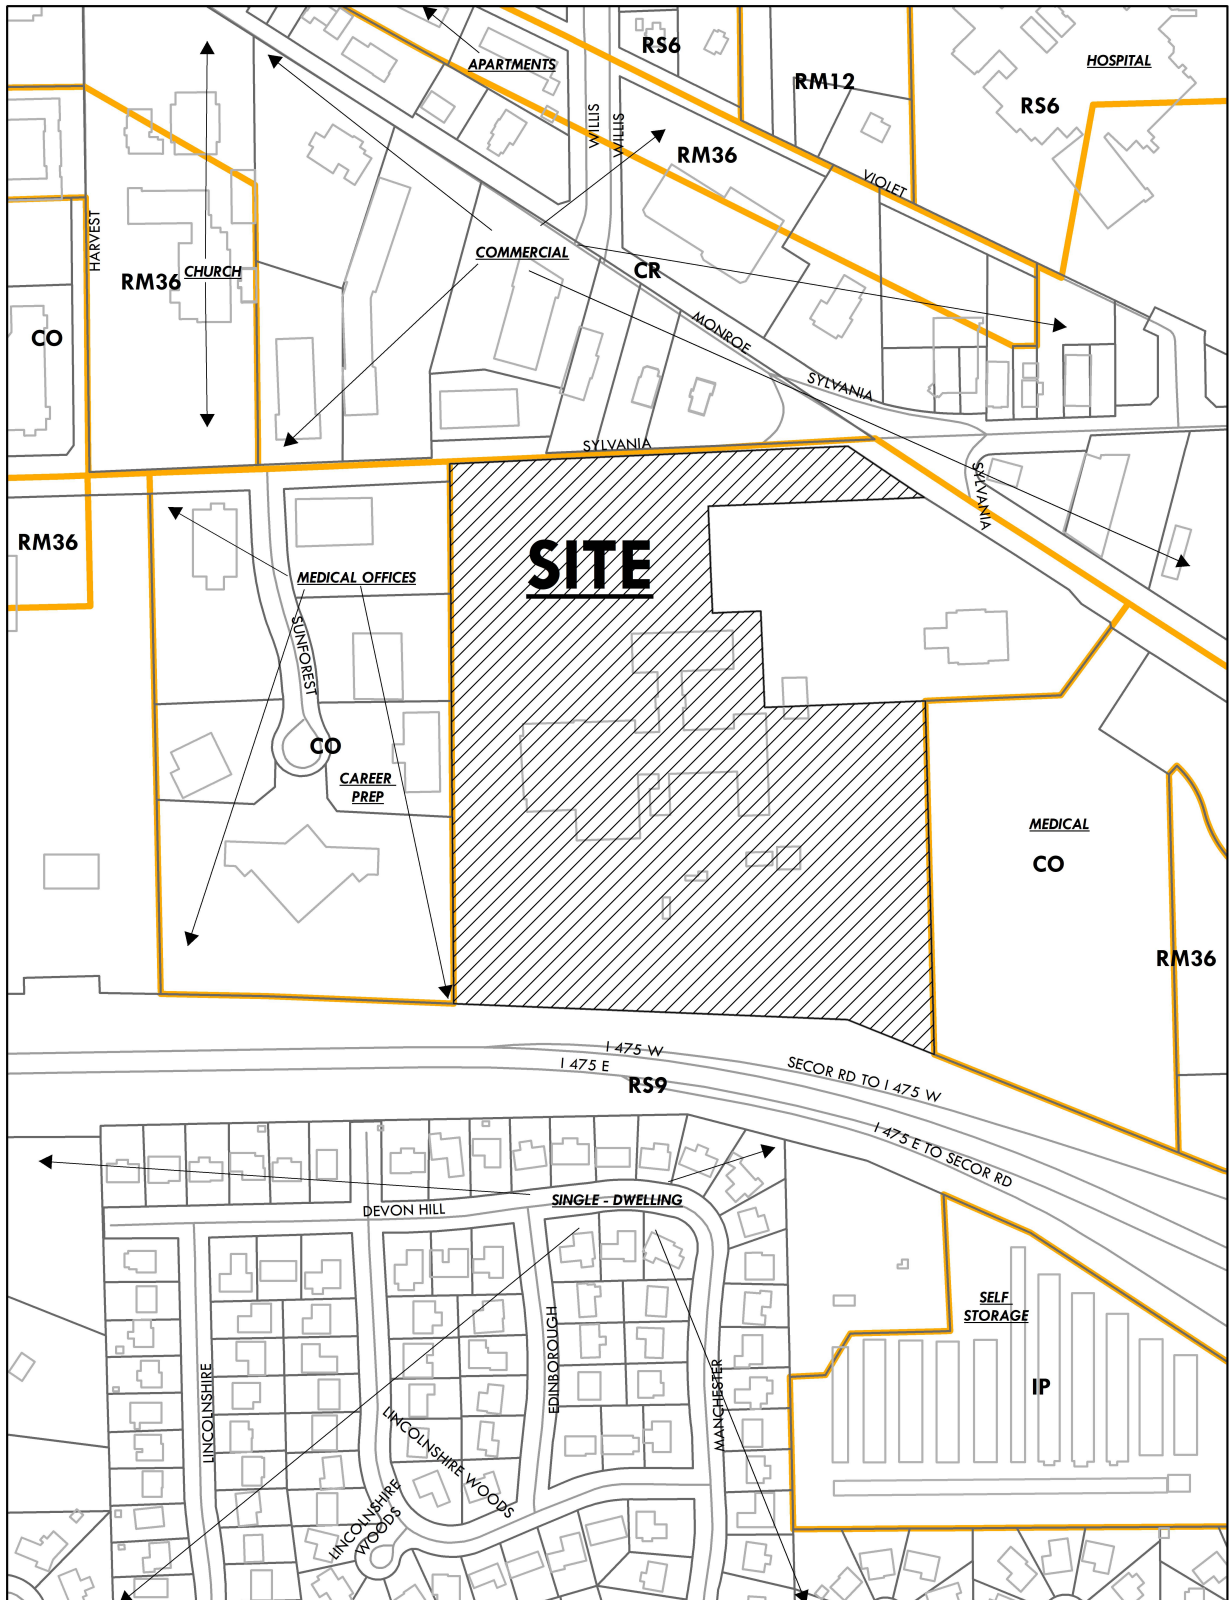 RS6
APARTMENTS
HOSPITAL
RM12
RS6
WILLIS
WILLIS
RM36
VIOLET
HARVEST
COMMERCIAL
CHURCH
RM36
CR
CO
MONROE
SYLVANIA
SYLVANIA
SYLVANIA
RM36
SITE
MEDICAL OFFICES
SUNFOREST
CO
CAREER
PREP
MEDICAL
CO
RM36
I 475 W
I 475 E
SECOR RD TO I 475 W
RS9
I 475 E TO SECOR RD
SINGLE - DWELLING
DEVON HILL
SELF
STORAGE
EDINBOROUGH
IP
LINCOLNSHIRE
MANCHESTER
LINCOLNSHIRE WOODS
LINCOLNSHIRE
WOODS